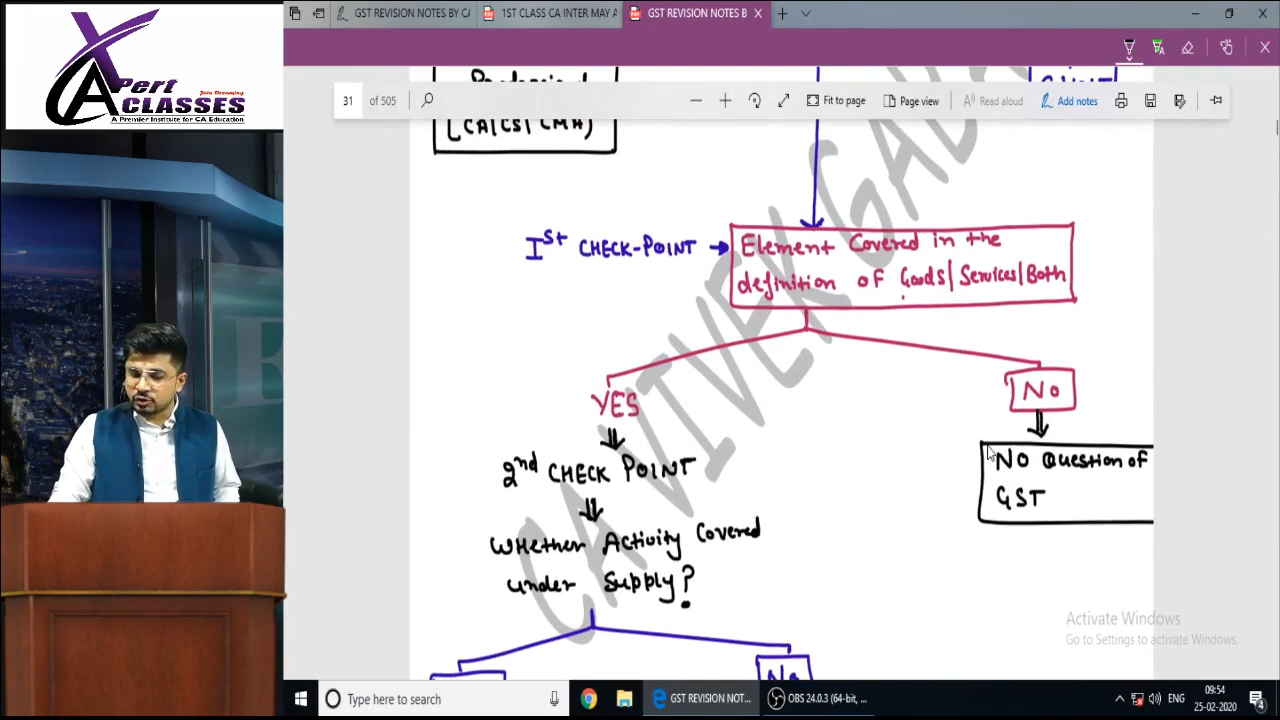 Xpert
Join Becoming
CA CLASSES
A Premier Institute for CA Education
GST REVISION NOTES BY CA
1ST CLASS CA INTER MAY A
GST REVISION NOTES B
31 of 505
Fit to page
Page view
Read aloud
Add notes
[CA/CS/CMA)
Ist CHECK-POINT
Element Covered in the
definition of Goods/Services/Both
YES
No
2nd CHECK POINT
No Question of
GST
Whether Activity Covered
under Supply?
No
CA VIVEK GABA
Activate Windows
Go to Settings to activate Windows.
Type here to search
GST REVISION NOT...
OBS 24.0.3 (64-bit, ...
ENG
09:54
25-02-2020
4